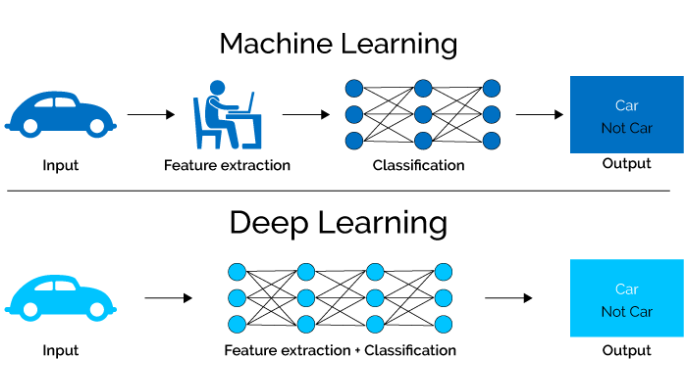 Machine Learning
Car
Not Car
Input
Feature extraction
Classification
Output
Deep Learning
Car
Not Car
Input
Feature extraction + Classification
Output